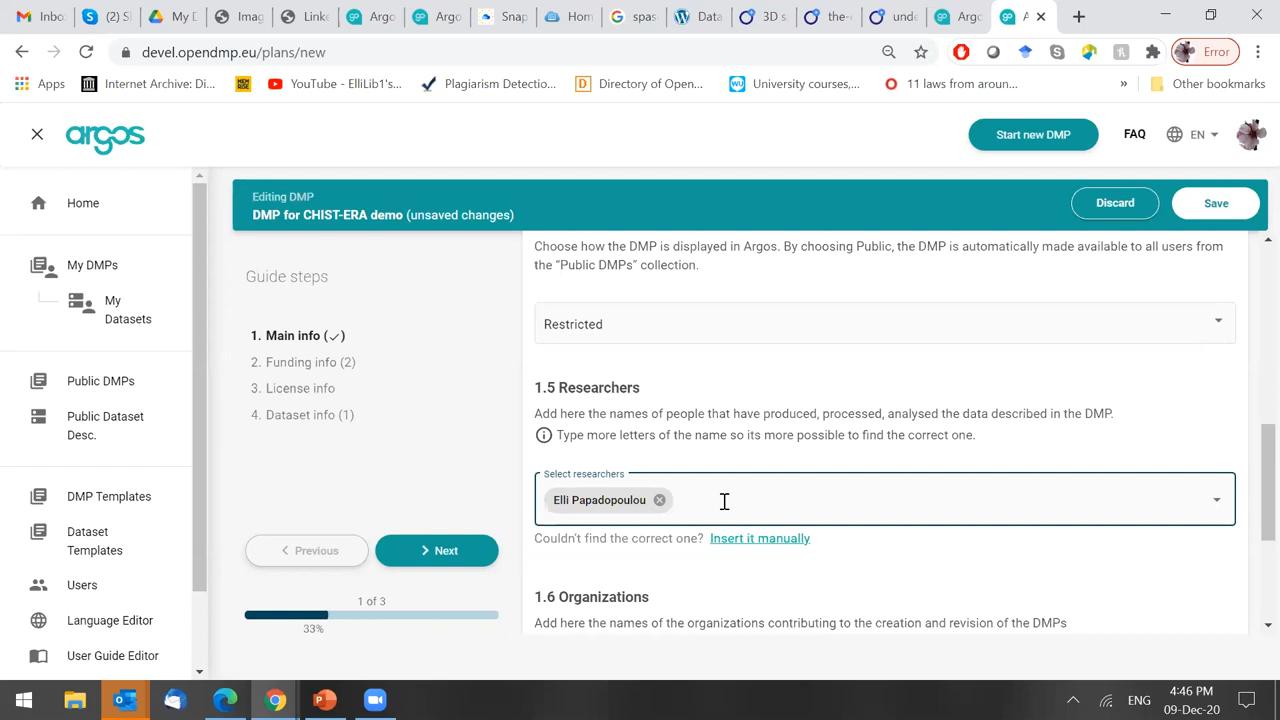 Inbo
(2) S
My D
Imag
Linke
Argo
Argo
Snap
Hom
spas
Data
3D s
the-
und
Argo
A
devel.opendmp.eu/plans/new
Error
Apps
Internet Archive: Di...
YouTube - ElliLib1's...
Plagiarism Detectio...
Directory of Open...
University courses,...
11 laws from aroun...
»
Other bookmarks
argos
Start new DMP
FAQ
EN
Home
My DMPs
My
Datasets
Public DMPs
Public Dataset
Desc.
DMP Templates
Dataset
Templates
Users
Language Editor
User Guide Editor
Editing DMP
DMP for CHIST-ERA demo (unsaved changes)
Discard
Save
Guide steps
1. Main info (✓)
2. Funding info (2)
3. License info
4. Dataset info (1)
Previous
Next
1 of 3
33%
Choose how the DMP is displayed in Argos. By choosing Public, the DMP is automatically made available to all users from
the “Public DMPs” collection.
Restricted
1.5 Researchers
Add here the names of people that have produced, processed, analysed the data described in the DMP.
Type more letters of the name so its more possible to find the correct one.
Select researchers
Elli Papadopoulou
Couldn't find the correct one? Insert it manually
1.6 Organizations
Add here the names of the organizations contributing to the creation and revision of the DMPs
ENG
4:46 PM
09-Dec-20